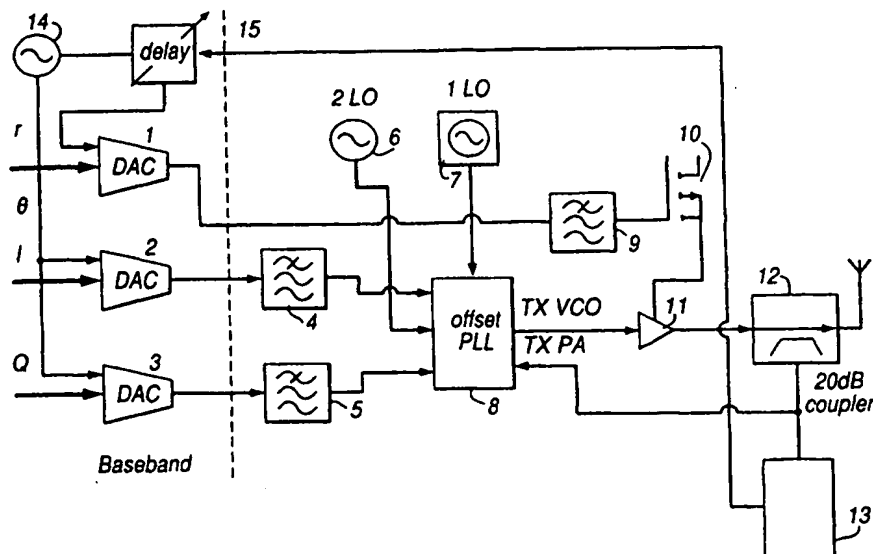 14
delay
15
2 LO
1 LO
r
1
6
10
DAC
7
θ
9
I
2
DAC
12
TX VCO
11
4
offset
PLL
TX PA
Q
3
20dB
coupler
DAC
5
8
Baseband
13